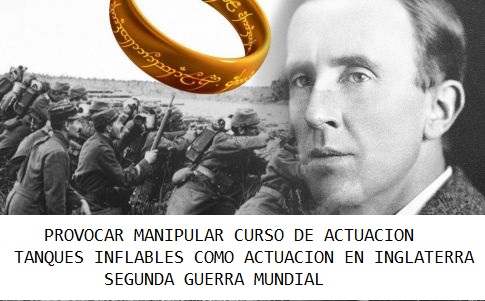 PROVOCAR MANIPULAR CURSO DE ACTUACION
TANQUES INFLABLES COMO ACTUACION EN INGLATERRA
SEGUNDA GUERRA MUNDIAL